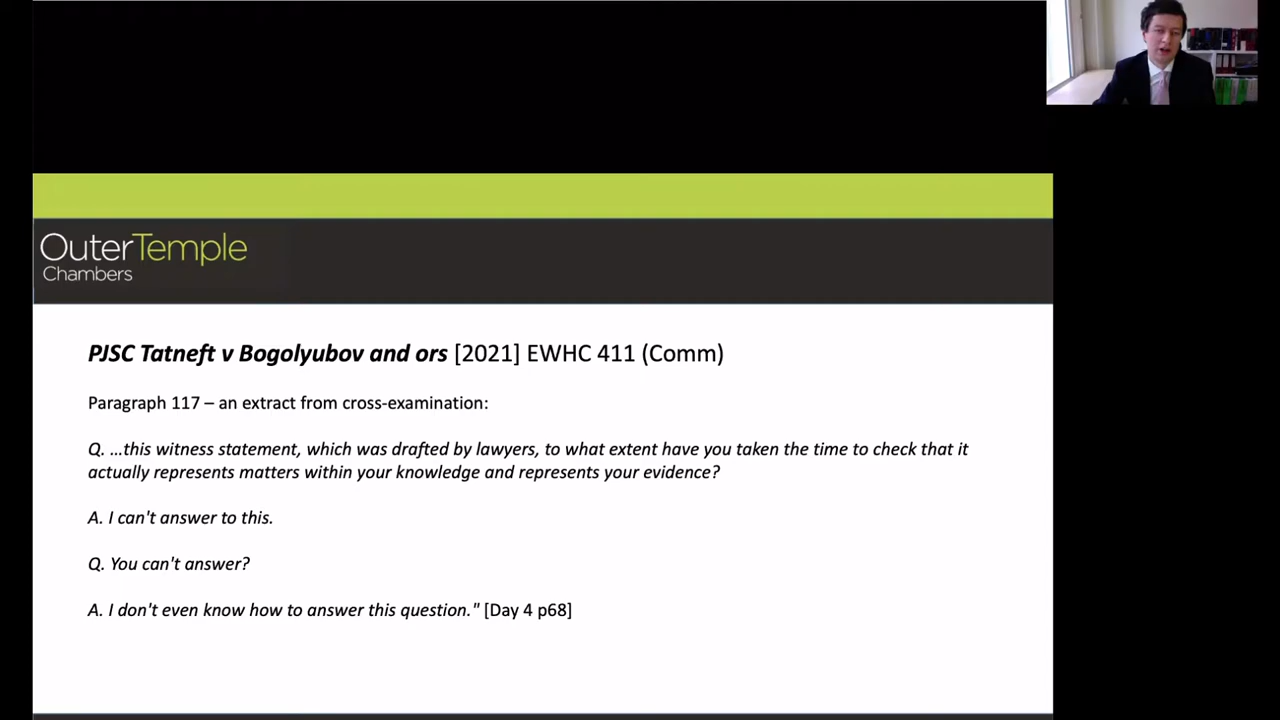 OuterTemple
Chambers
PJSC Tatneft v Bogolyubov and ors [2021] EWHC 411 (Comm)
Paragraph 117 – an extract from cross-examination:
Q. …this witness statement, which was drafted by lawyers, to what extent have you taken the time to check that it
actually represents matters within your knowledge and represents your evidence?
A. I can't answer to this.
Q. You can't answer?
A. I don't even know how to answer this question." [Day 4 p68]